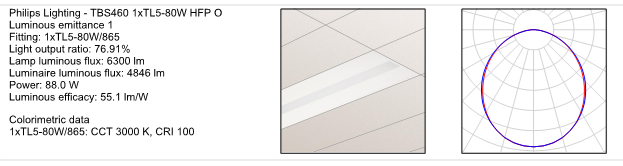 Philips Lighting - TBS460 1xTL5-80W HFP O
Luminous emittance 1
Fitting: 1xTL5-80W/865
Light output ratio: 76.91%
Lamp luminous flux: 6300 lm
Luminaire luminous flux: 4846 lm
Power: 88.0 W
Luminous efficacy: 55.1 lm/W
Colorimetric data
1xTL5-80W/865: CCT 3000 K, CRI 100